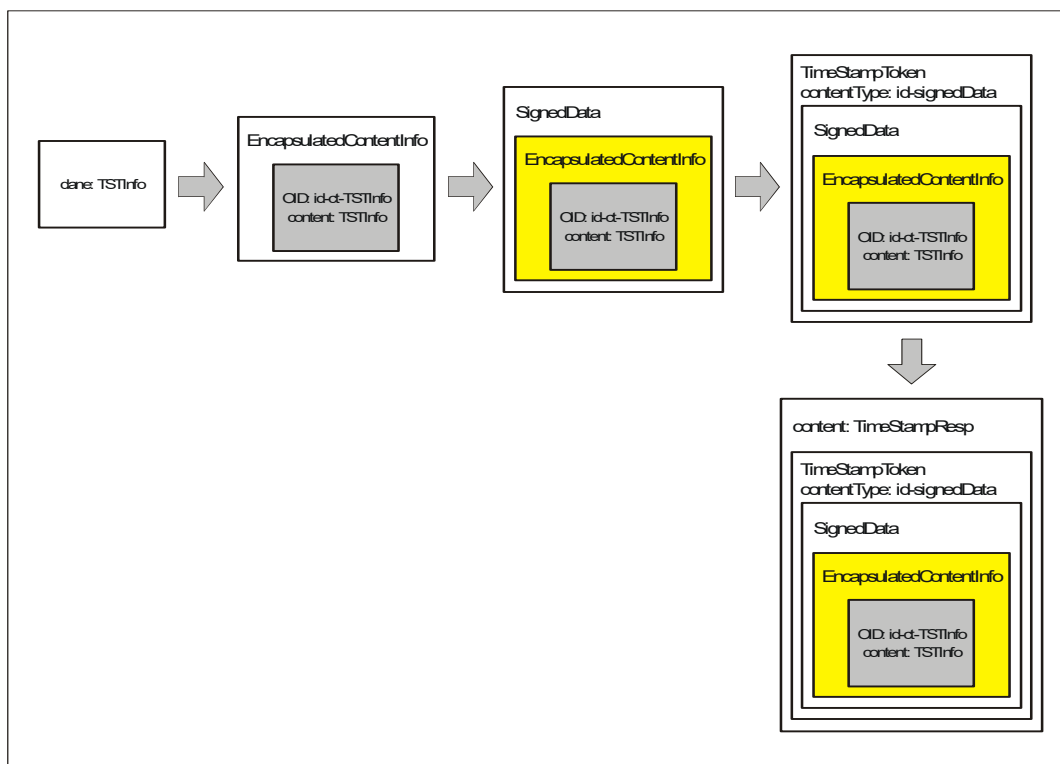 dane: TSTInfo
EncapsulatedContentInfo
OID: id-ct-TSTInfo
content: TSTInfo
SignedData
EncapsulatedContentInfo
OID: id-ct-TSTInfo
content: TSTInfo
TimeStampToken
contentType: id-signedData
SignedData
EncapsulatedContentInfo
OID: id-ct-TSTInfo
content: TSTInfo
content: TimeStampResp
TimeStampToken
contentType: id-signedData
SignedData
EncapsulatedContentInfo
OID: id-ct-TSTInfo
content: TSTInfo